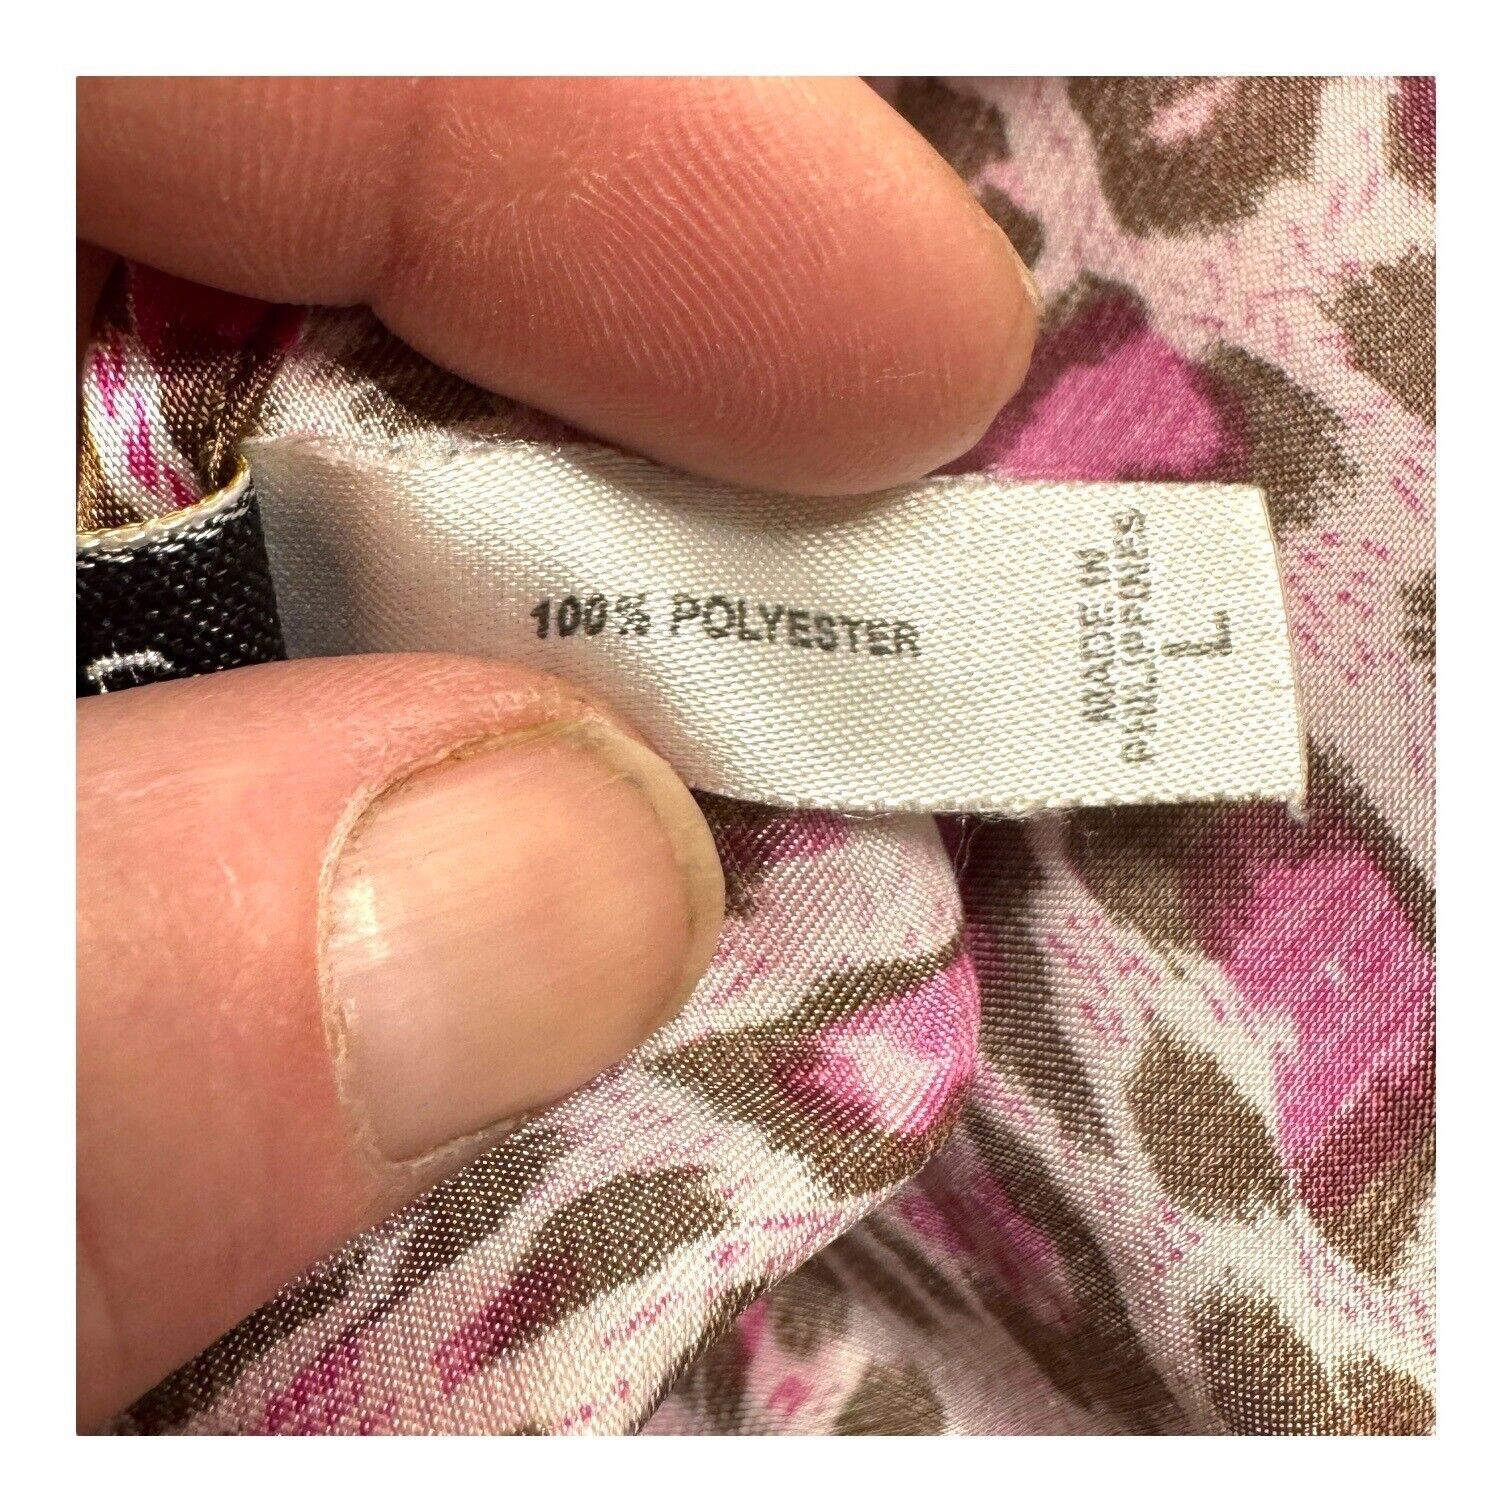 100% POLYESTER
MADE IN
PHILIPPINES
L